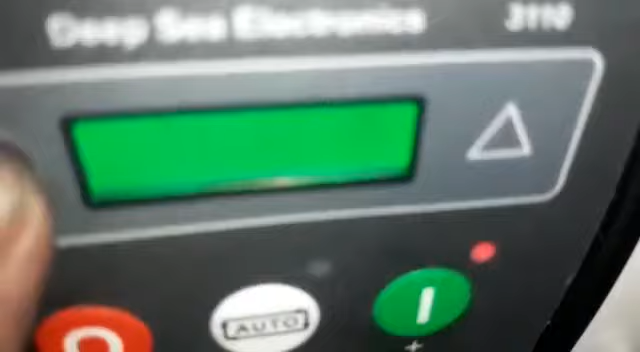 Deep Sea Electronics
3110
O
AUTO
I
+